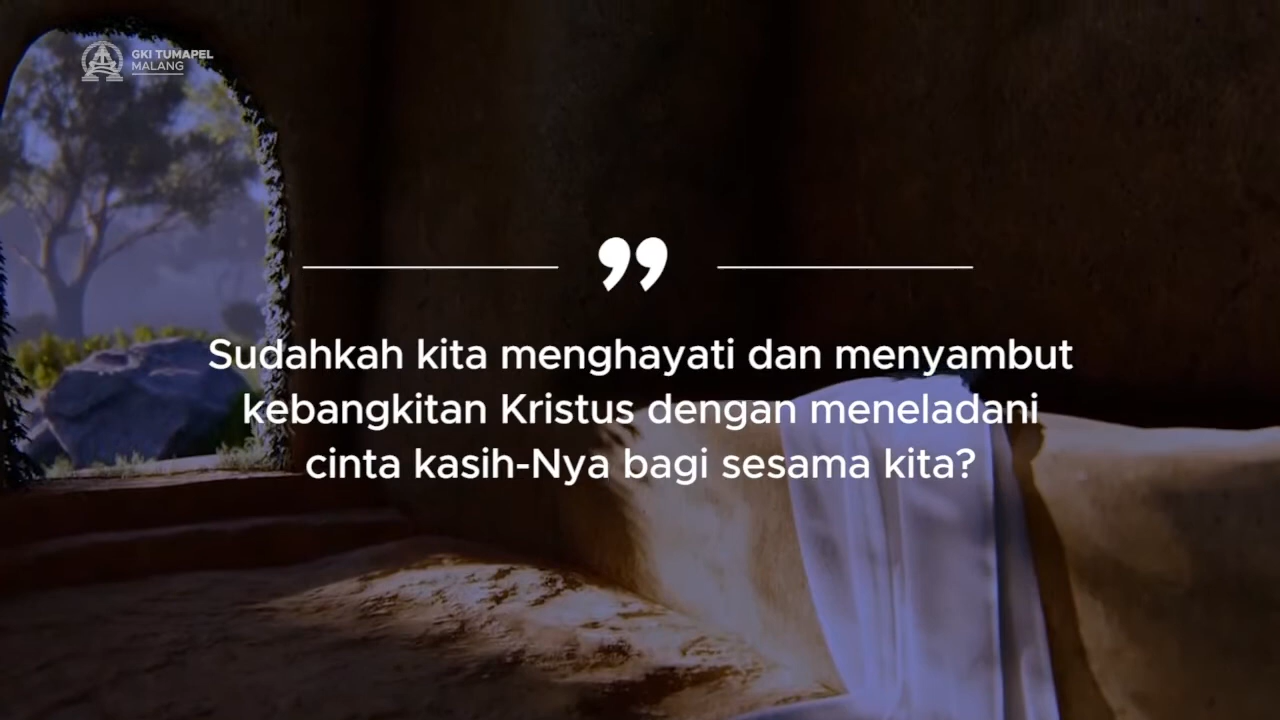 GKI TUMAPEL
MALANG
”
Sudahkah kita menghayati dan menyambut
kebangkitan Kristus dengan meneladani
cinta kasih-Nya bagi sesama kita?